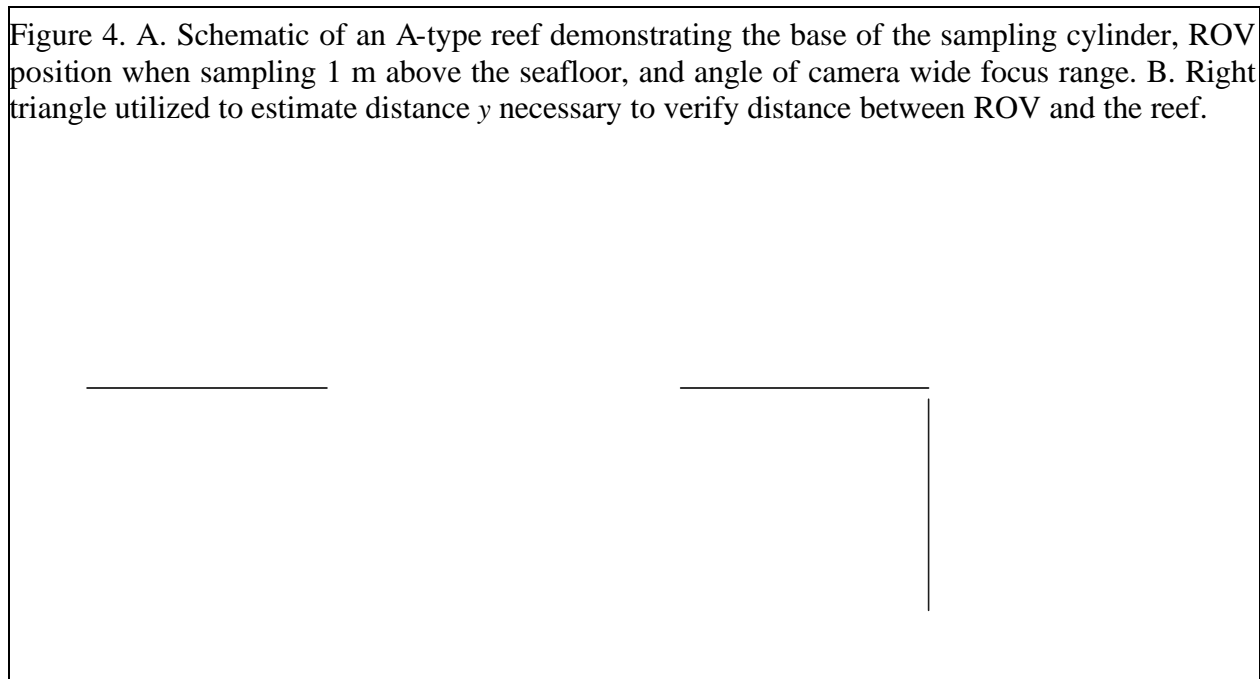 Figure 4. A. Schematic of an A-type reef demonstrating the base of the sampling cylinder, ROV
position when sampling 1 m above the seafloor, and angle of camera wide focus range. B. Right
triangle utilized to estimate distance y necessary to verify distance between ROV and the reef.